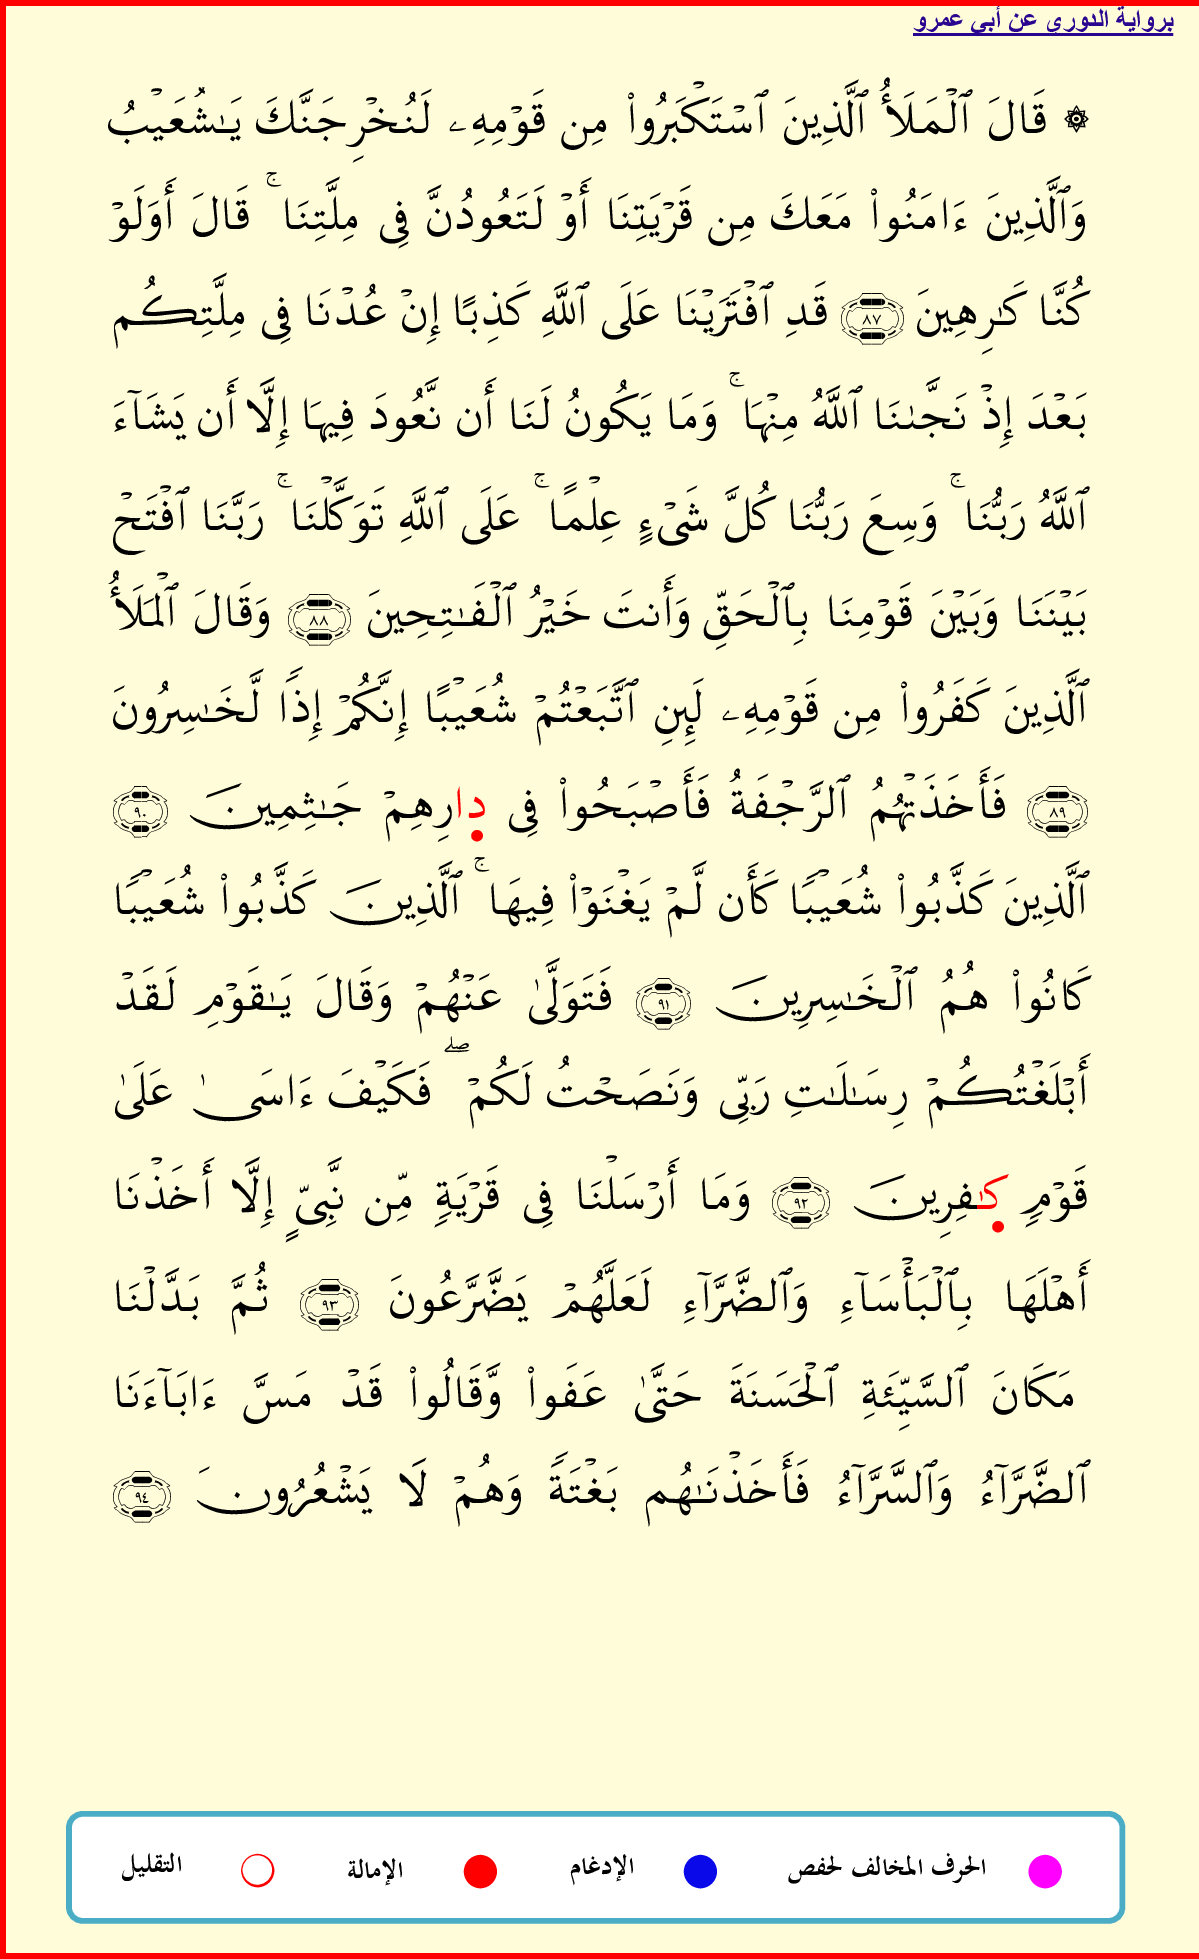 برواية الدوري عن أبي عمرو
۞ قَالَ ٱلۡمَلَأُ ٱلَّذِينَ ٱسۡتَكۡبَرُواْ مِن قَوۡمِهِۦ لَنُخۡرِجَنَّكَ يَٰشُعَيۡبُ
وَٱلَّذِينَ ءَامَنُواْ مَعَكَ مِن قَرۡيَتِنَا أَوۡ لَتَعُودُنَّ فِي مِلَّتِنَاۚ قَالَ أَوَلَوۡ
كُنَّا كَٰرِهِينَ ٨٧ قَدِ ٱفۡتَرَيۡنَا عَلَى ٱللَّهِ كَذِبًا إِنۡ عُدۡنَا فِي مِلَّتِكُم
بَعۡدَ إِذۡ نَجَّىٰنَا ٱللَّهُ مِنۡهَاۚ وَمَا يَكُونُ لَنَا أَن نَّعُودَ فِيهَا إِلَّا أَن يَشَآءَ
ٱللَّهُ رَبُّنَاۚ وَسِعَ رَبُّنَا كُلَّ شَيۡءٍ عِلۡمًاۚ عَلَى ٱللَّهِ تَوَكَّلۡنَاۚ رَبَّنَا ٱفۡتَحۡ
بَيۡنَنَا وَبَيۡنَ قَوۡمِنَا بِٱلۡحَقِّ وَأَنتَ خَيۡرُ ٱلۡفَٰتِحِينَ ٨٨ وَقَالَ ٱلۡمَلَأُ
ٱلَّذِينَ كَفَرُواْ مِن قَوۡمِهِۦ لَئِنِ ٱتَّبَعۡتُمۡ شُعَيۡبًا إِنَّكُمۡ إِذٗا لَّخَٰسِرُونَ
٨٩ فَأَخَذَتۡهُمُ ٱلرَّجۡفَةُ فَأَصۡبَحُواْ فِي دِارِهِمۡ جَٰثِمِينَ ٩٠
ٱلَّذِينَ كَذَّبُواْ شُعَيۡبٗا كَأَن لَّمۡ يَغۡنَوۡاْ فِيهَاۚ ٱلَّذِينَ كَذَّبُواْ شُعَيۡبٗا
كَانُواْ هُمُ ٱلۡخَٰسِرِينَ ٩١ فَتَوَلَّىٰ عَنۡهُمۡ وَقَالَ يَٰقَوۡمِ لَقَدۡ
أَبۡلَغۡتُكُمۡ رِسَٰلَٰتِ رَبِّي وَنَصَحۡتُ لَكُمۡۖ فَكَيۡفَ ءَاسَىٰ عَلَىٰ
قَوۡمٖ كَٰفِرِينَ ٩٢ وَمَا أَرۡسَلۡنَا فِي قَرۡيَةٖ مِّن نَّبِيٍّ إِلَّا أَخَذۡنَا
أَهۡلَهَا بِٱلۡبَأۡسَآءِ وَٱلضَّرَّآءِ لَعَلَّهُمۡ يَضَّرَّعُونَ ٩٣ ثُمَّ بَدَّلۡنَا
مَكَانَ ٱلسَّيِّئَةِ ٱلۡحَسَنَةَ حَتَّىٰ عَفَواْ وَّقَالُواْ قَدۡ مَسَّ ءَابَآءَنَا
ٱلضَّرَّآءُ وَٱلسَّرَّآءُ فَأَخَذۡنَٰهُم بَغۡتَةٗ وَهُمۡ لَا يَشۡعُرُونَ ٩٤
الحرف المخالف لحفص الإدغام الإمالة التقليل